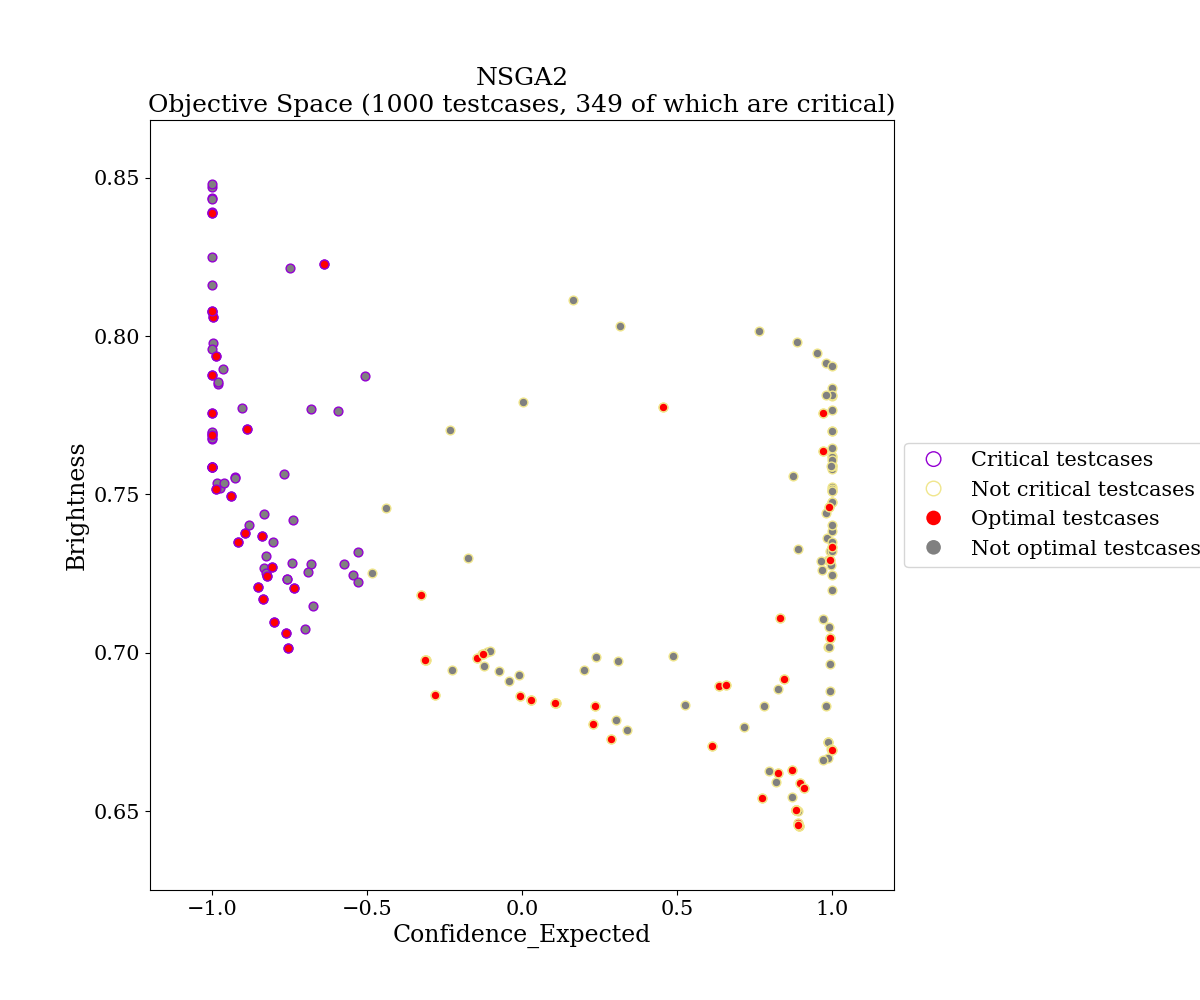 NSGA2
Objective Space (1000 testcases, 349 of which are critical)
0.85
0.80
0.75
0.70
0.65
Brightness
−1.0
−0.5
0.0
0.5
1.0
Confidence_Expected
Critical testcases
Not critical testcases
Optimal testcases
Not optimal testcases